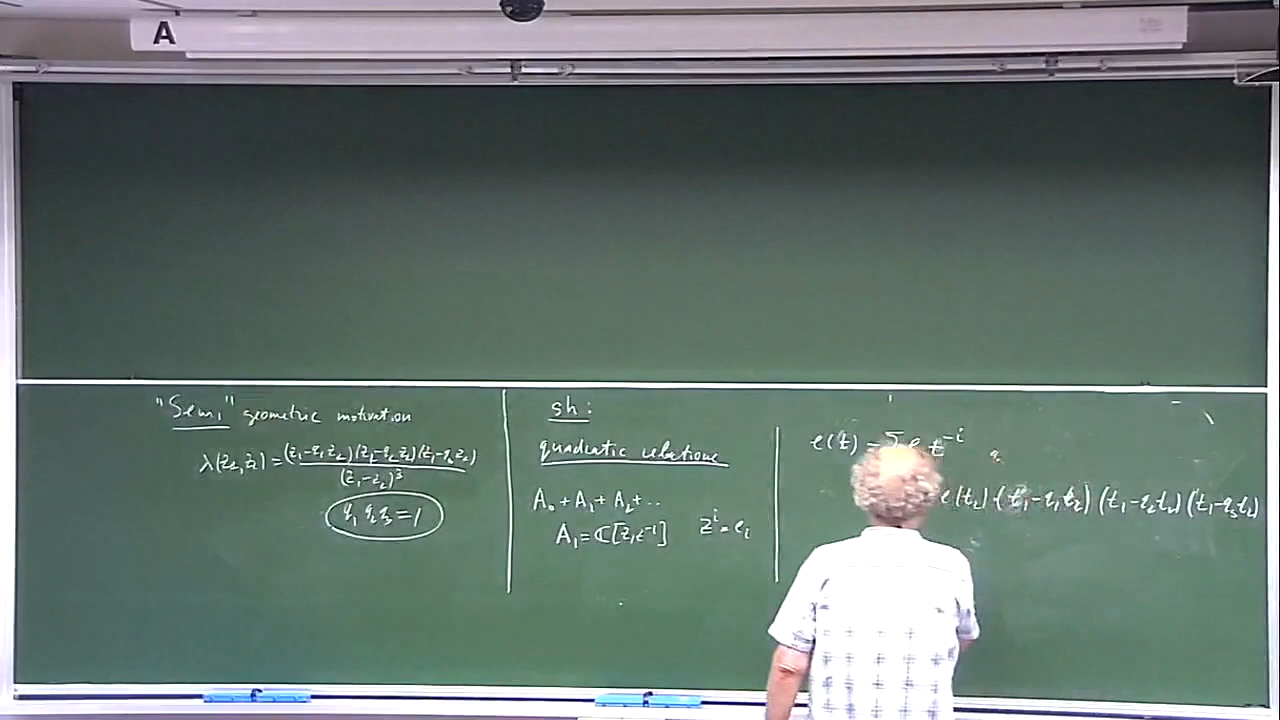 A
"Semi" geometric motivation
λ(z₁,z₂) = (z₁-q₁z₂)(z₁-q₂z₂)(z₁-q₃z₂) / (z₁-z₂)³
q₁q₂q₃=1
sh:
quadratic relations
A₀+A₁+A₂+..
A₁=ℂ[z,z⁻¹] zⁱ=eᵢ
e(t) = Σ e t⁻ⁱ
e(t₂)(t₁-q₁t₂)(t₁-q₂t₂)(t₁-q₃t₂)